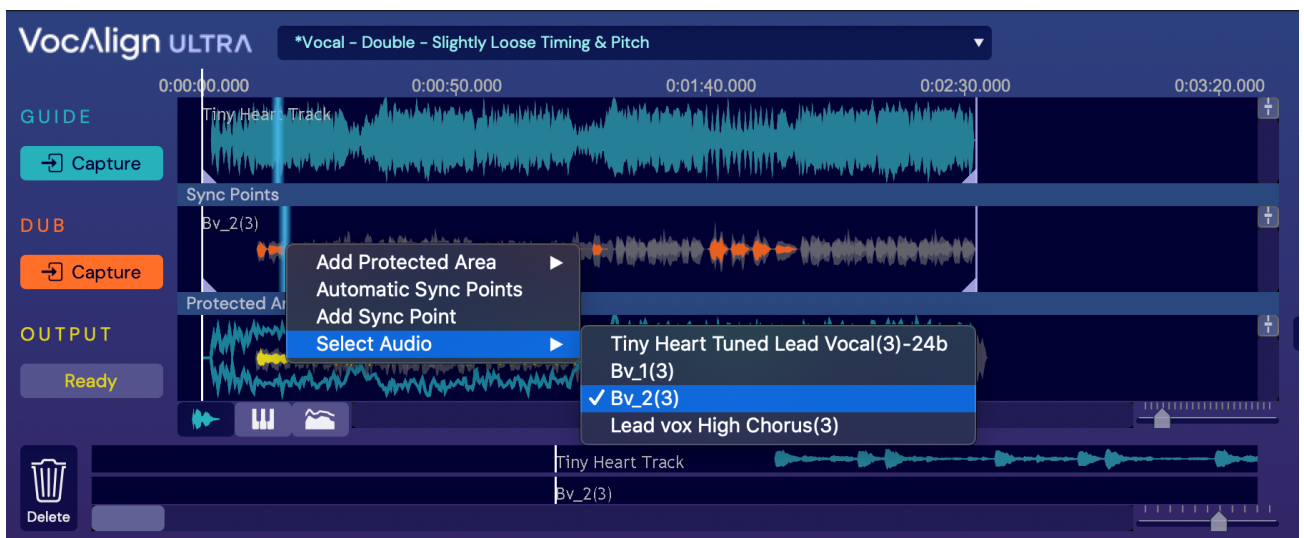 VocAlign ULTRA
*Vocal - Double - Slightly Loose Timing & Pitch
0:00:00.000 0:00:50.000 0:01:40.000 0:02:30.000 0:03:20.000
GUIDE
Tiny Heart Track
Capture
Sync Points
DUB
Bv_2(3)
Capture
Add Protected Area
Automatic Sync Points
Add Sync Point
Select Audio
Protected Ar
OUTPUT
Ready
Tiny Heart Tuned Lead Vocal(3)-24b
Bv_1(3)
Bv_2(3)
Lead vox High Chorus(3)
Tiny Heart Track
Bv_2(3)
Delete